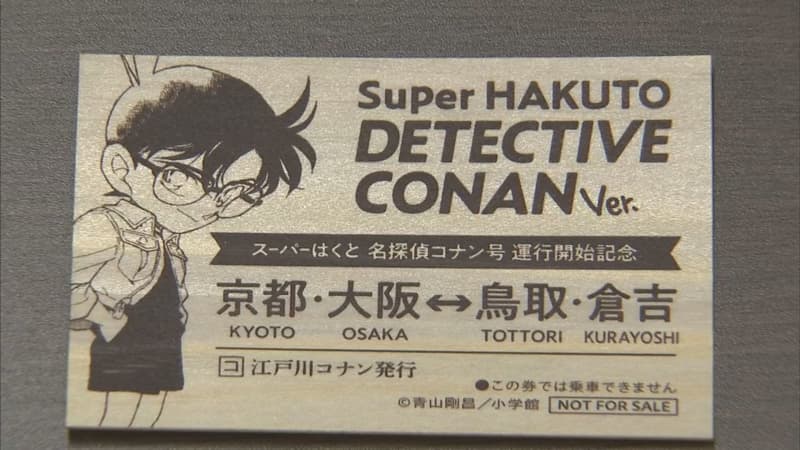 Super HAKUTO
DETECTIVE
CONAN Ver.
スーパーはくと 名探偵コナン号 運行開始記念
京都・大阪↔鳥取・倉吉
KYOTO OSAKA TOTTORI KURAYOSHI
コ 江戸川コナン発行
●この券では乗車できません
©青山剛昌／小学館 NOT FOR SALE